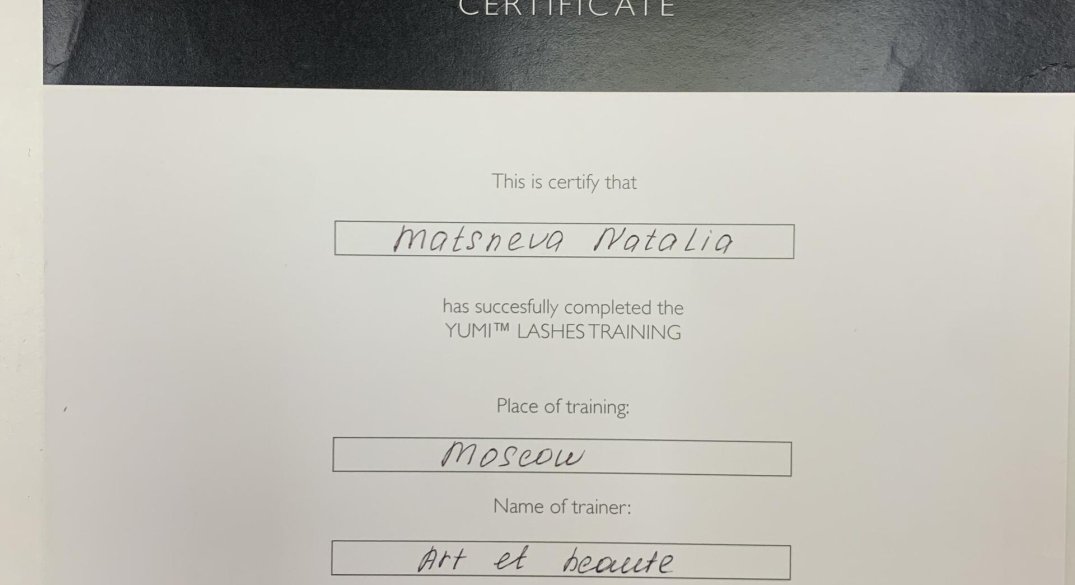 CERTIFICATE
This is certify that
Matsneva Natalia
has succesfully completed the
YUMI™ LASHES TRAINING
Place of training:
Moscow
Name of trainer:
Art et beaute